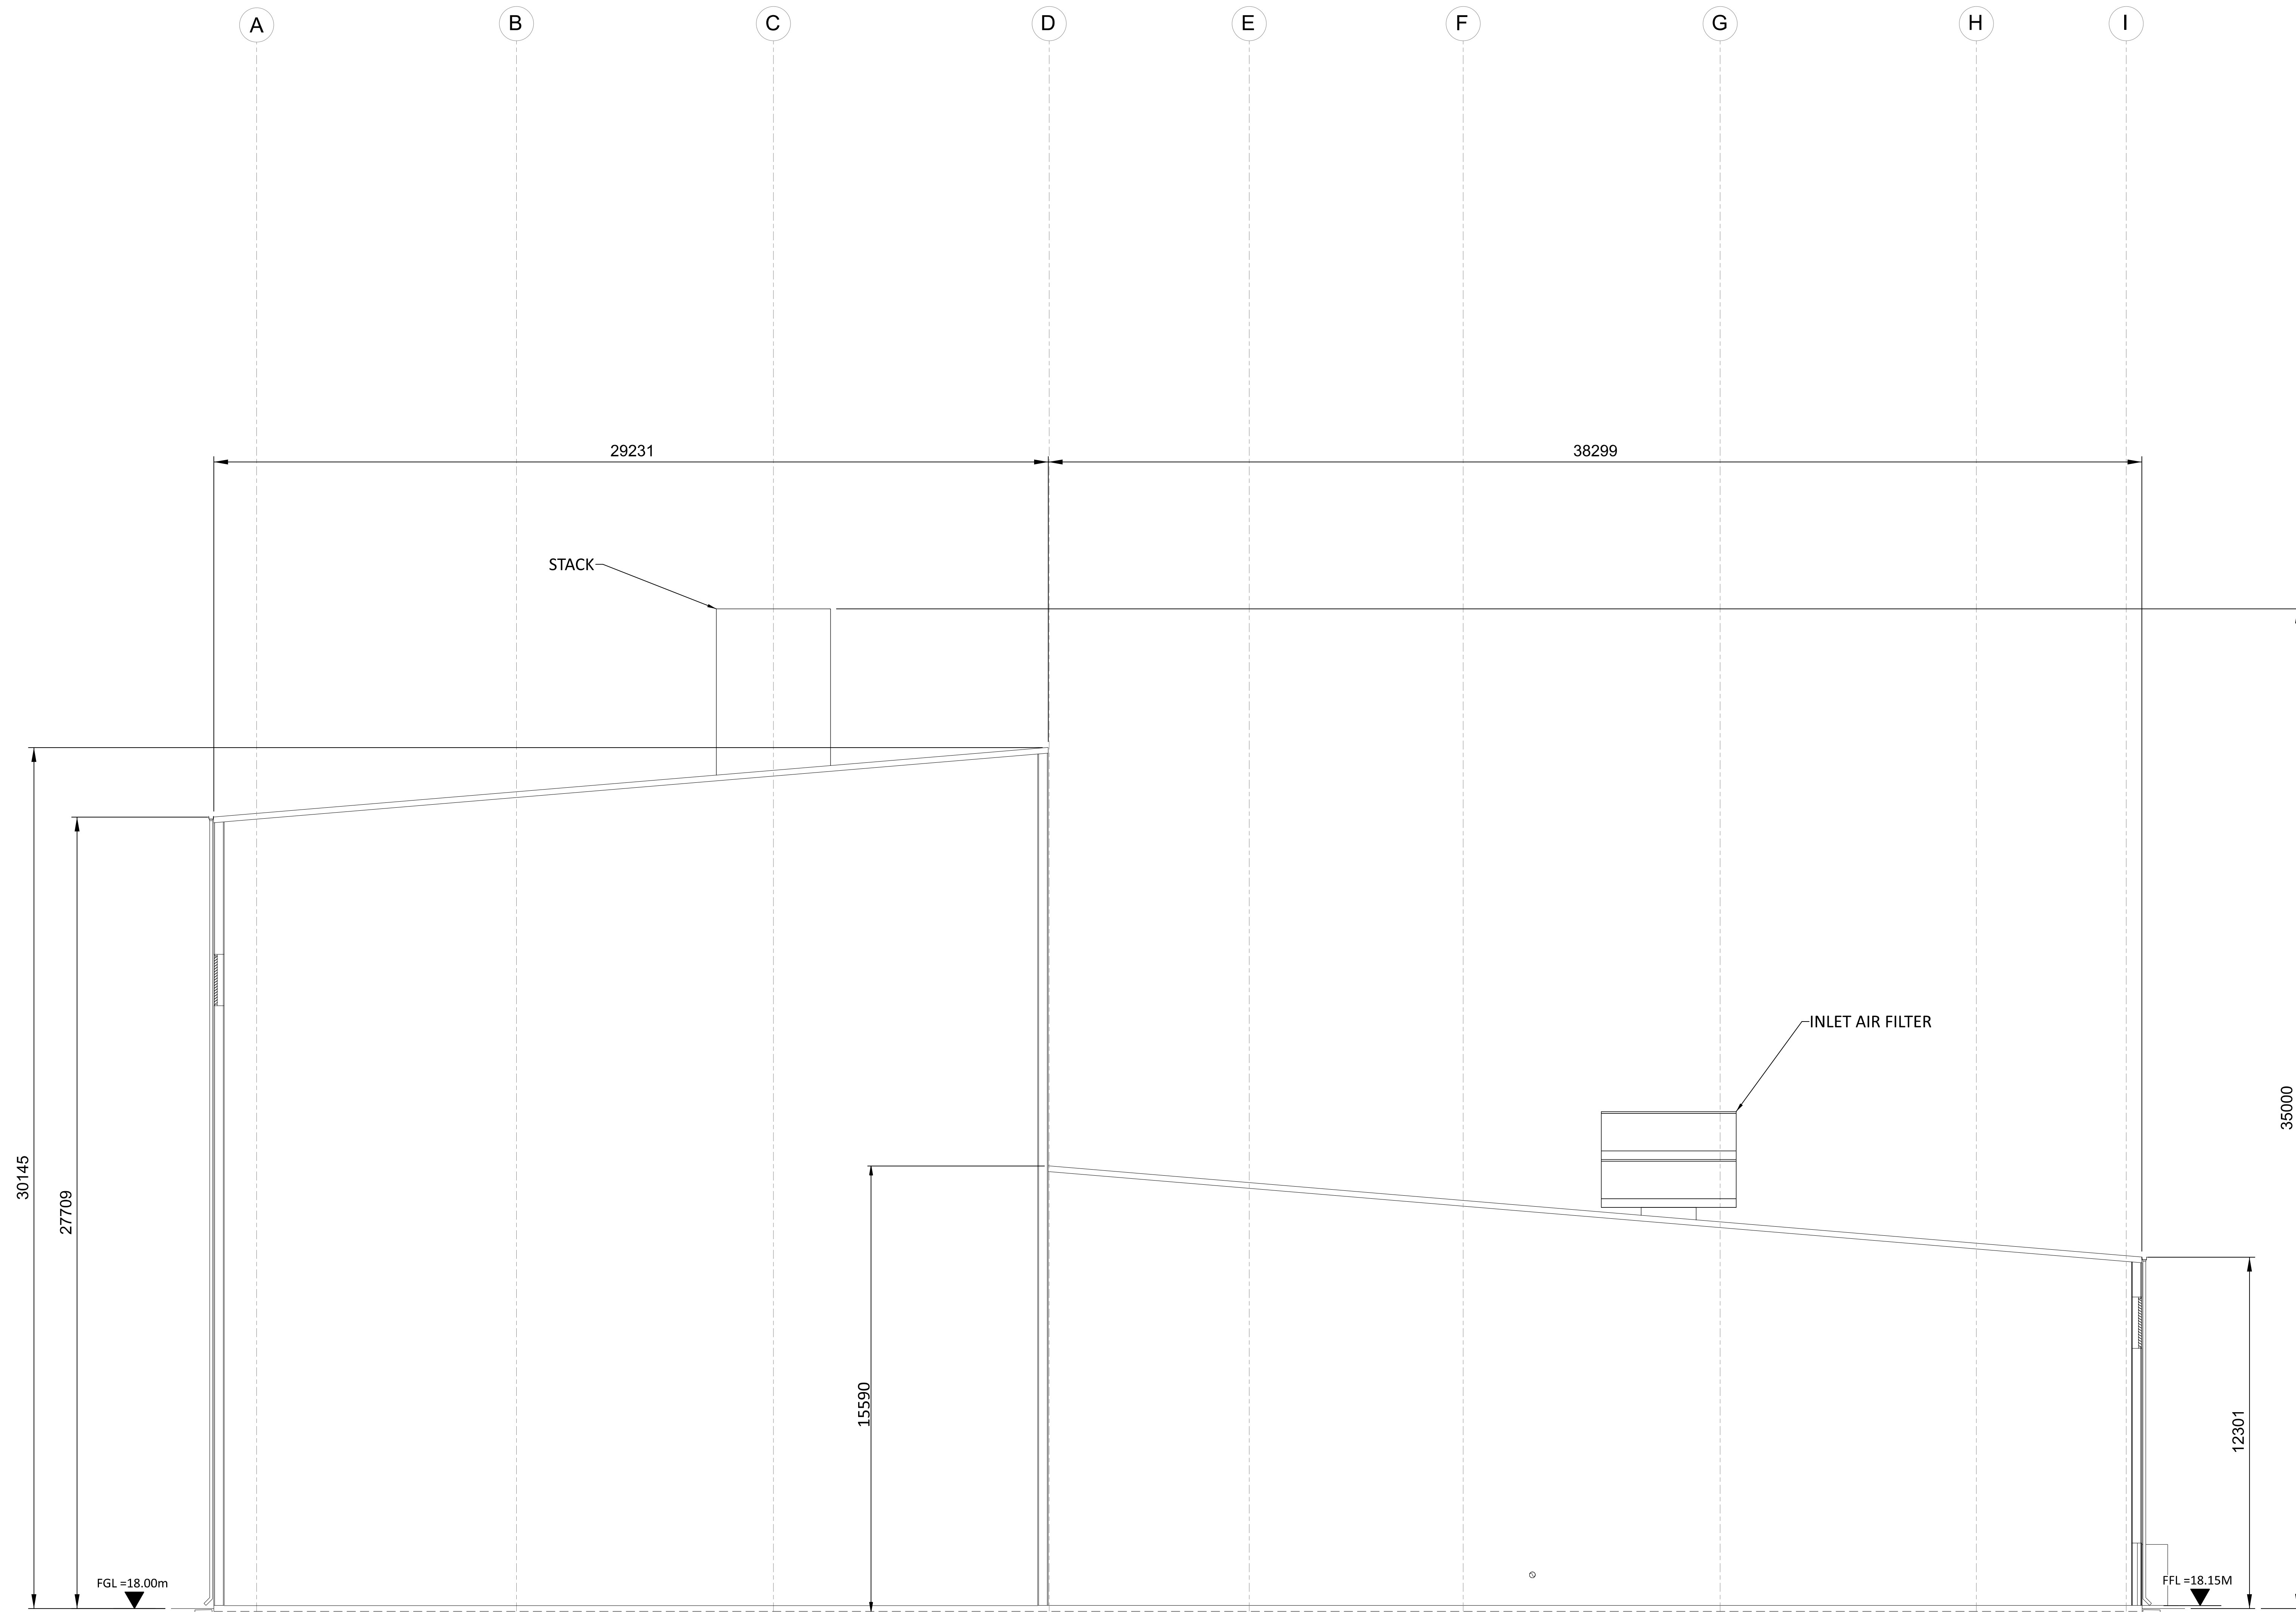 A
B
C
D
E
F
G
H
I
29231
38299
STACK
INLET AIR FILTER
35000
30145
27709
15590
12301
FGL =18.00m
FFL =18.15M